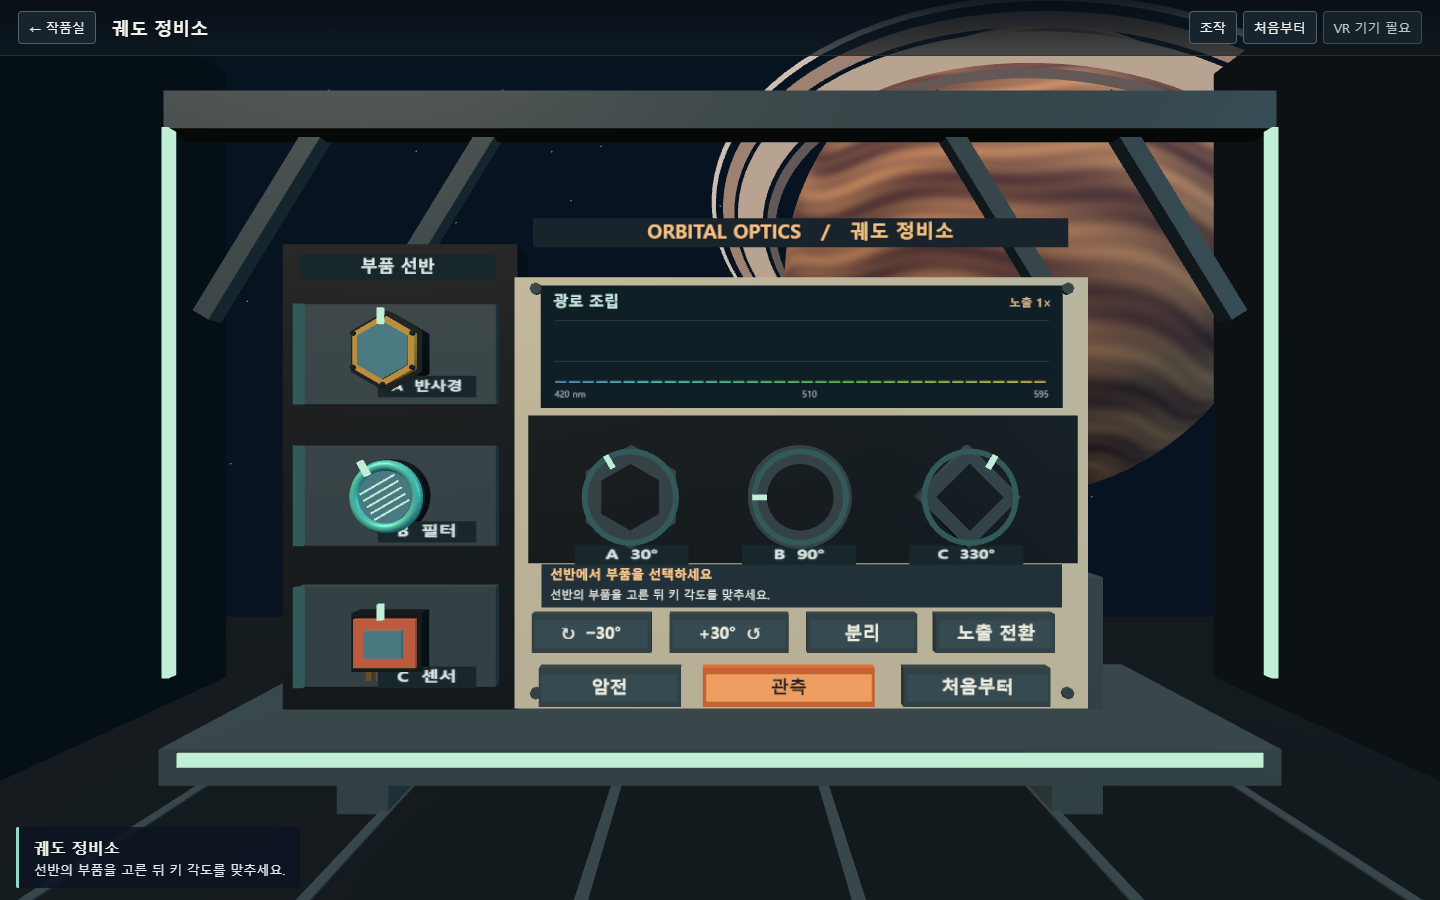 ← 작품실
궤도 정비소
조작
처음부터
VR 기기 필요
ORBITAL OPTICS / 궤도 정비소
부품 선반
A 반사경
B 필터
C 센서
광로 조립
노출 1×
420 nm
510
595
A 30°
B 90°
C 330°
선반에서 부품을 선택하세요
선반의 부품을 고른 뒤 키 각도를 맞추세요.
↻ −30°
+30° ↺
분리
노출 전환
암전
관측
처음부터
궤도 정비소
선반의 부품을 고른 뒤 키 각도를 맞추세요.